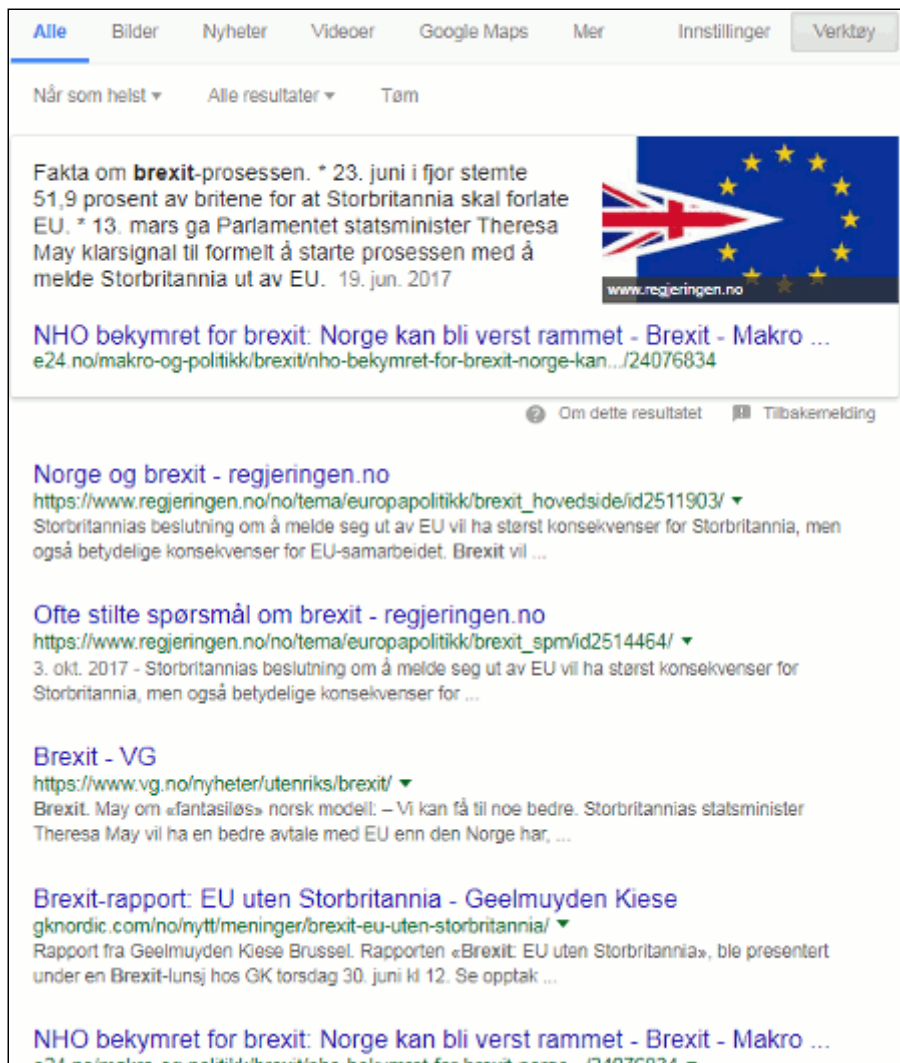 Alle Bilder Nyheter Videoer Google Maps Mer Innstillinger Verktøy
Når som helst Alle resultater Tøm
Fakta om brexit-prosessen. * 23. juni i fjor stemte
51,9 prosent av britene for at Storbritannia skal forlate
EU. * 13. mars ga Parlamentet statsminister Theresa
May klarsignal til formelt å starte prosessen med å
melde Storbritannia ut av EU. 19. jun. 2017
www.regjeringen.no
NHO bekymret for brexit: Norge kan bli verst rammet - Brexit - Makro ...
e24.no/makro-og-politikk/brexit/nho-bekymret-for-brexit-norge-kan.../24076834
Om dette resultatet Tilbakemelding
Norge og brexit - regjeringen.no
https://www.regjeringen.no/no/tema/europapolitikk/brexit_hovedside/id2511903/
Storbritannias beslutning om å melde seg ut av EU vil ha størst konsekvenser for Storbritannia, men
også betydelige konsekvenser for EU-samarbeidet. Brexit vil ...
Ofte stilte spørsmål om brexit - regjeringen.no
https://www.regjeringen.no/no/tema/europapolitikk/brexit_spm/id2514464/
3. okt. 2017 - Storbritannias beslutning om å melde seg ut av EU vil ha størst konsekvenser for
Storbritannia, men også betydelige konsekvenser for ...
Brexit - VG
https://www.vg.no/nyheter/utenriks/brexit/
Brexit. May om «fantasiløs» norsk modell: – Vi kan få til noe bedre. Storbritannias statsminister
Theresa May vil ha en bedre avtale med EU enn den Norge har, ...
Brexit-rapport: EU uten Storbritannia - Geelmuyden Kiese
gknordic.com/no/nytt/meninger/brexit-eu-uten-storbritannia/
Rapport fra Geelmuyden Kiese Brussel. Rapporten «Brexit: EU uten Storbritannia», ble presentert
under en Brexit-lunsj hos GK torsdag 30. juni kl 12. Se opptak ...
NHO bekymret for brexit: Norge kan bli verst rammet - Brexit - Makro ...